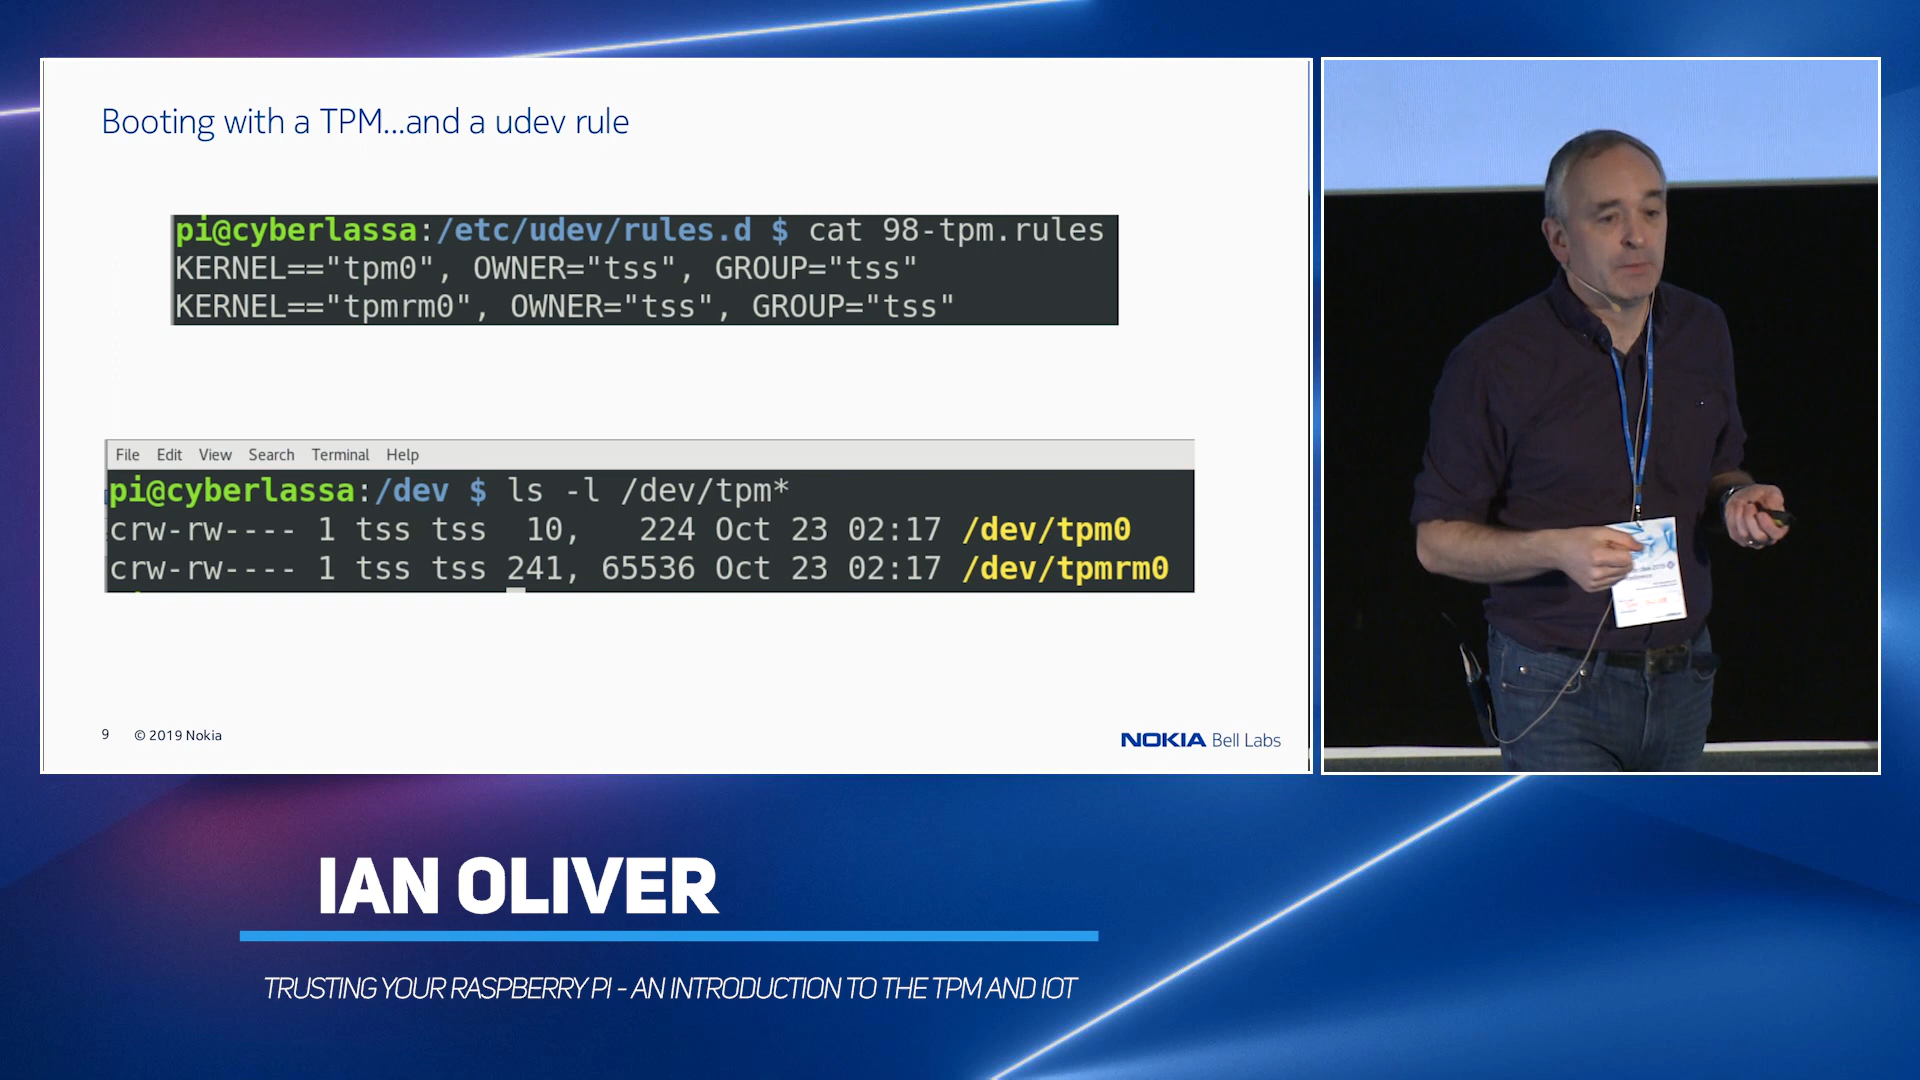 Booting with a TPM...and a udev rule
pi@cyberlassa:/etc/udev/rules.d $ cat 98-tpm.rules
KERNEL=="tpm0", OWNER="tss", GROUP="tss"
KERNEL=="tpmrm0", OWNER="tss", GROUP="tss"
File Edit View Search Terminal Help
pi@cyberlassa:/dev $ ls -l /dev/tpm*
crw-rw---- 1 tss tss 10, 224 Oct 23 02:17 /dev/tpm0
crw-rw---- 1 tss tss 241, 65536 Oct 23 02:17 /dev/tpmrm0
9 © 2019 Nokia
NOKIA Bell Labs
IAN OLIVER
TRUSTING YOUR RASPBERRY PI - AN INTRODUCTION TO THE TPM AND IOT